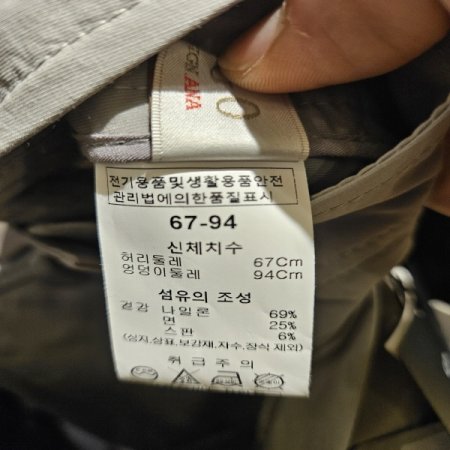 ANA
전기용품및생활용품안전
관리법에의한품질표시
67-94
신체치수
허리둘레 67Cm
엉덩이둘레 94Cm
섬유의 조성
겉감 나일론 69%
면 25%
스판 6%
(심지,상표,보강재,자수,장식 제외)
취급주의